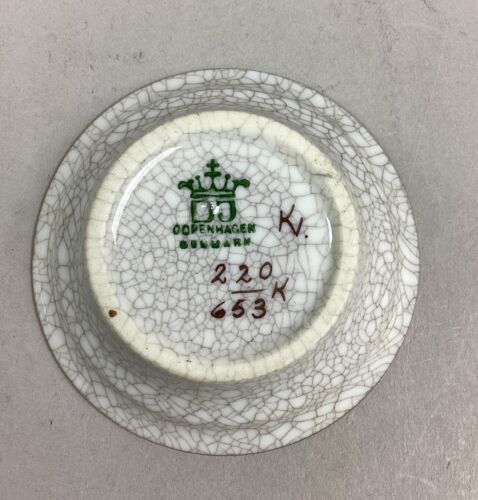 DJ
COPENHAGEN
DENMARK
K.
220
653 K